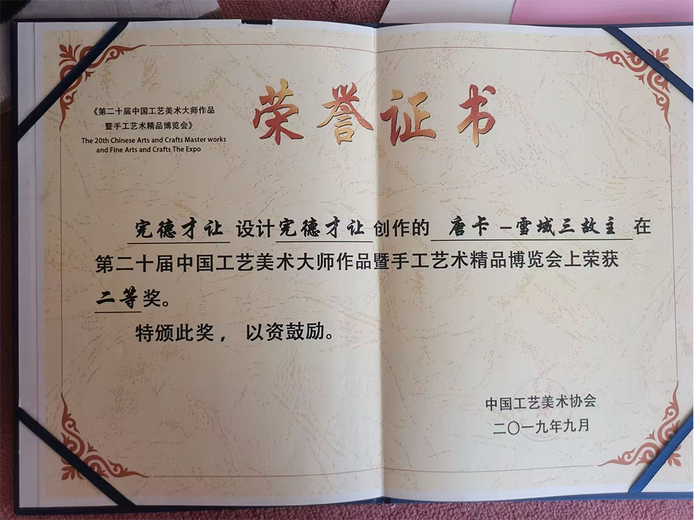 《第二十届中国工艺美术大师作品
暨手工艺术精品博览会》
The 20th Chinese Arts and Crafts Master works
and Fine Arts and Crafts The Expo
荣誉证书
完德才让 设计 完德才让 创作的 唐卡-雪域三故主 在
第二十届中国工艺美术大师作品暨手工艺术精品博览会上荣获
二等奖。
特颁此奖，以资鼓励。
中国工艺美术协会
二〇一九年九月